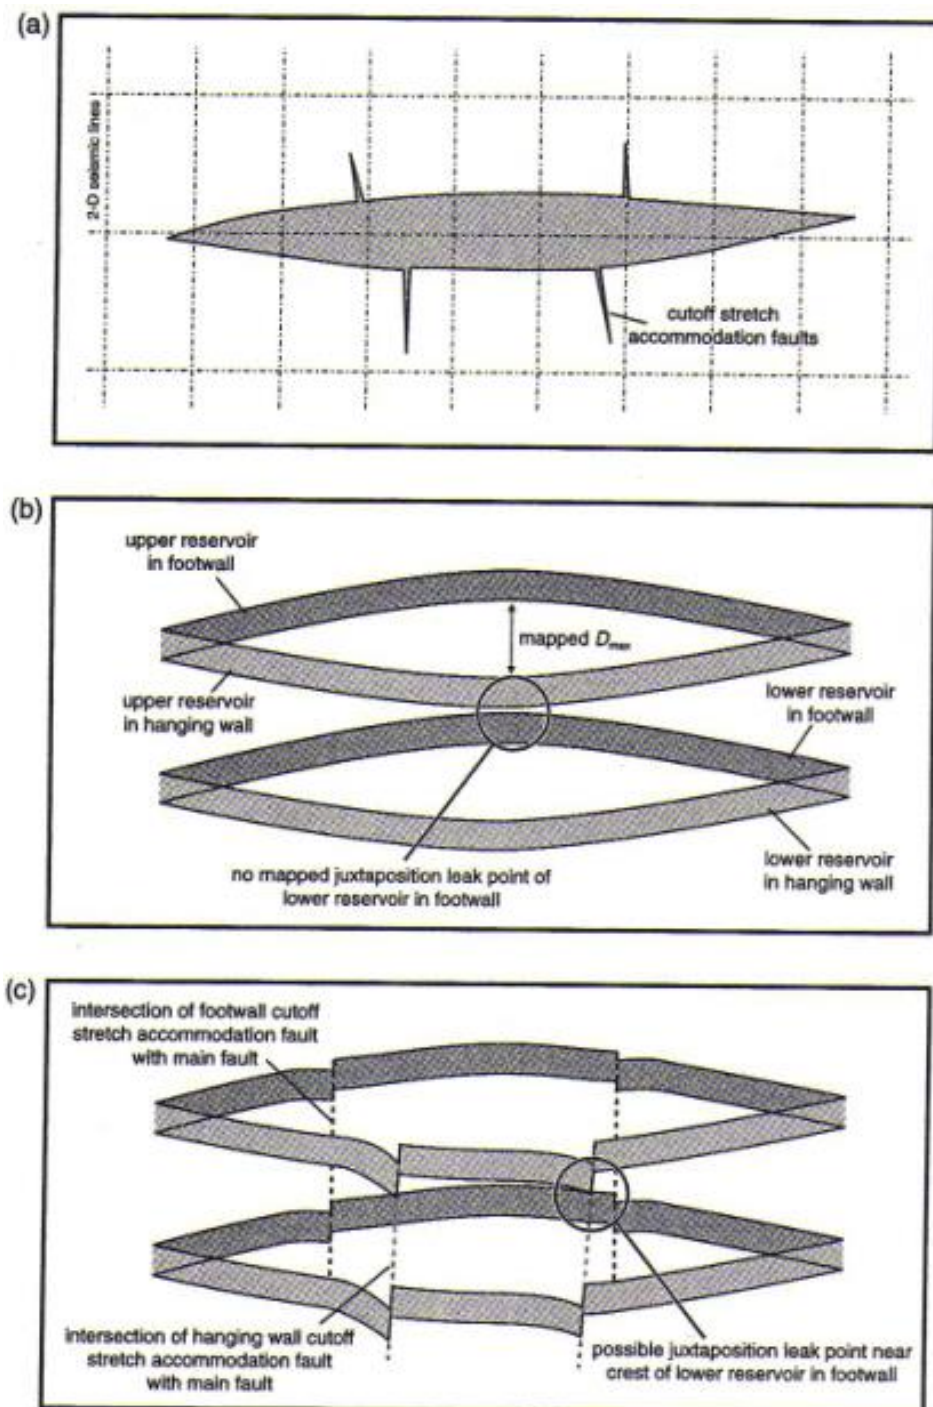 (a)
2-D seismic lines
cutoff stretch
accommodation faults
(b)
upper reservoir
in footwall
mapped Dmax
upper reservoir
in hanging wall
lower reservoir
in footwall
no mapped juxtaposition leak point of
lower reservoir in footwall
lower reservoir
in hanging wall
(c)
intersection of footwall cutoff
stretch accommodation fault
with main fault
intersection of hanging wall cutoff
stretch accommodation fault
with main fault
possible juxtaposition leak point near
crest of lower reservoir in footwall